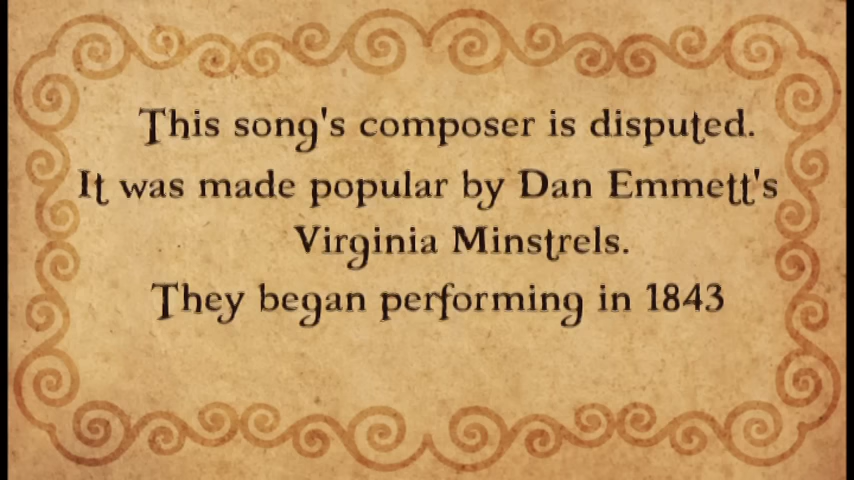 This song's composer is disputed.
It was made popular by Dan Emmett's
Virginia Minstrels.
They began performing in 1843